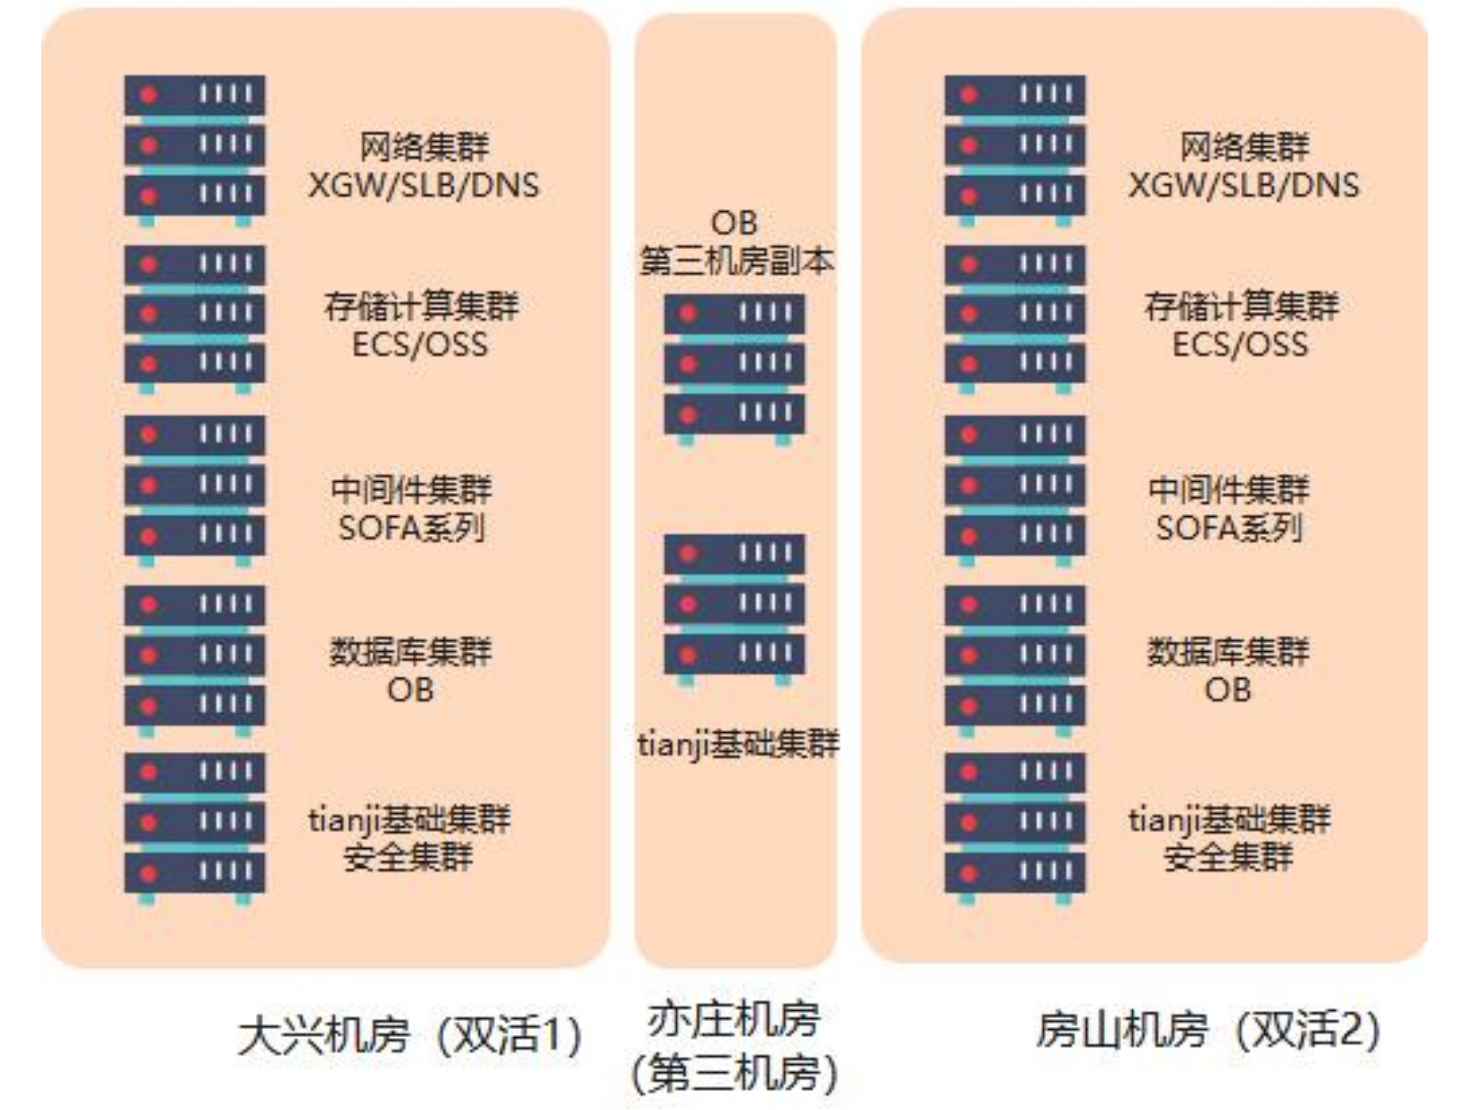 网络集群
XGW/SLB/DNS
存储计算集群
ECS/OSS
中间件集群
SOFA系列
数据库集群
OB
tianji基础集群
安全集群
大兴机房（双活1）
OB
第三机房副本
tianji基础集群
亦庄机房
（第三机房）
网络集群
XGW/SLB/DNS
存储计算集群
ECS/OSS
中间件集群
SOFA系列
数据库集群
OB
tianji基础集群
安全集群
房山机房（双活2）